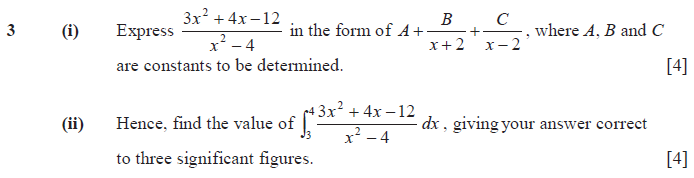 3 (i) Express \frac{3x^2 + 4x - 12}{x^2 - 4} in the form of A + \frac{B}{x+2} + \frac{C}{x-2}, where A, B and C
are constants to be determined. [4]
(ii) Hence, find the value of \int_3^4 \frac{3x^2 + 4x - 12}{x^2 - 4} dx, giving your answer correct
to three significant figures. [4]